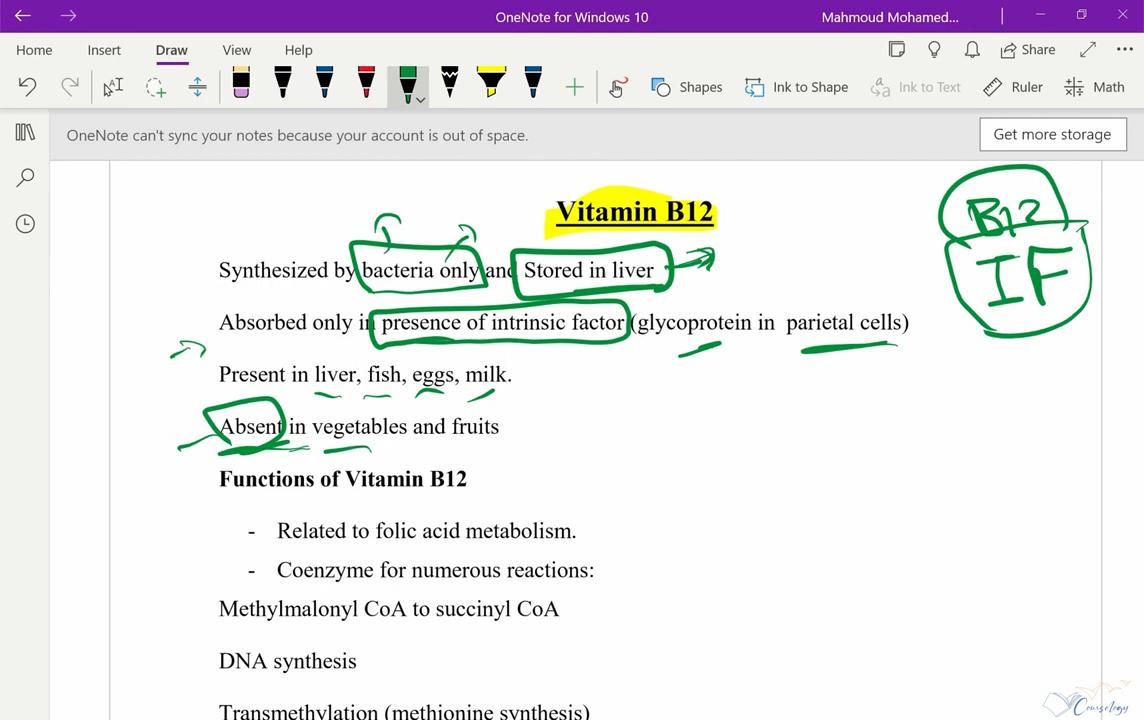 OneNote for Windows 10
Mahmoud Mohamed...
Home Insert Draw View Help
Share
Shapes Ink to Shape Ink to Text Ruler Math
OneNote can't sync your notes because your account is out of space.
Get more storage
Vitamin B12
B12
IF
Synthesized by bacteria only and Stored in liver
Absorbed only in presence of intrinsic factor (glycoprotein in parietal cells)
Present in liver, fish, eggs, milk.
Absent in vegetables and fruits
Functions of Vitamin B12
- Related to folic acid metabolism.
- Coenzyme for numerous reactions:
Methylmalonyl CoA to succinyl CoA
DNA synthesis
Transmethylation (methionine synthesis)
Courology